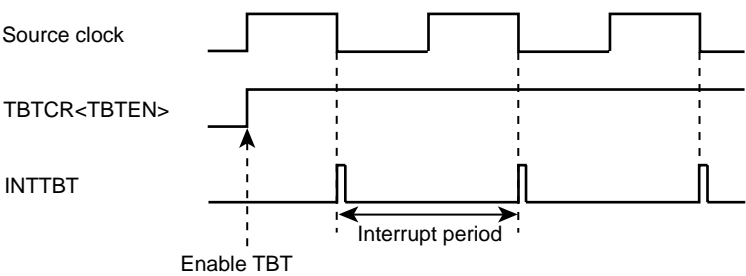 Source clock
TBTCR<TBTEN>
INTTBT
Interrupt period
Enable TBT